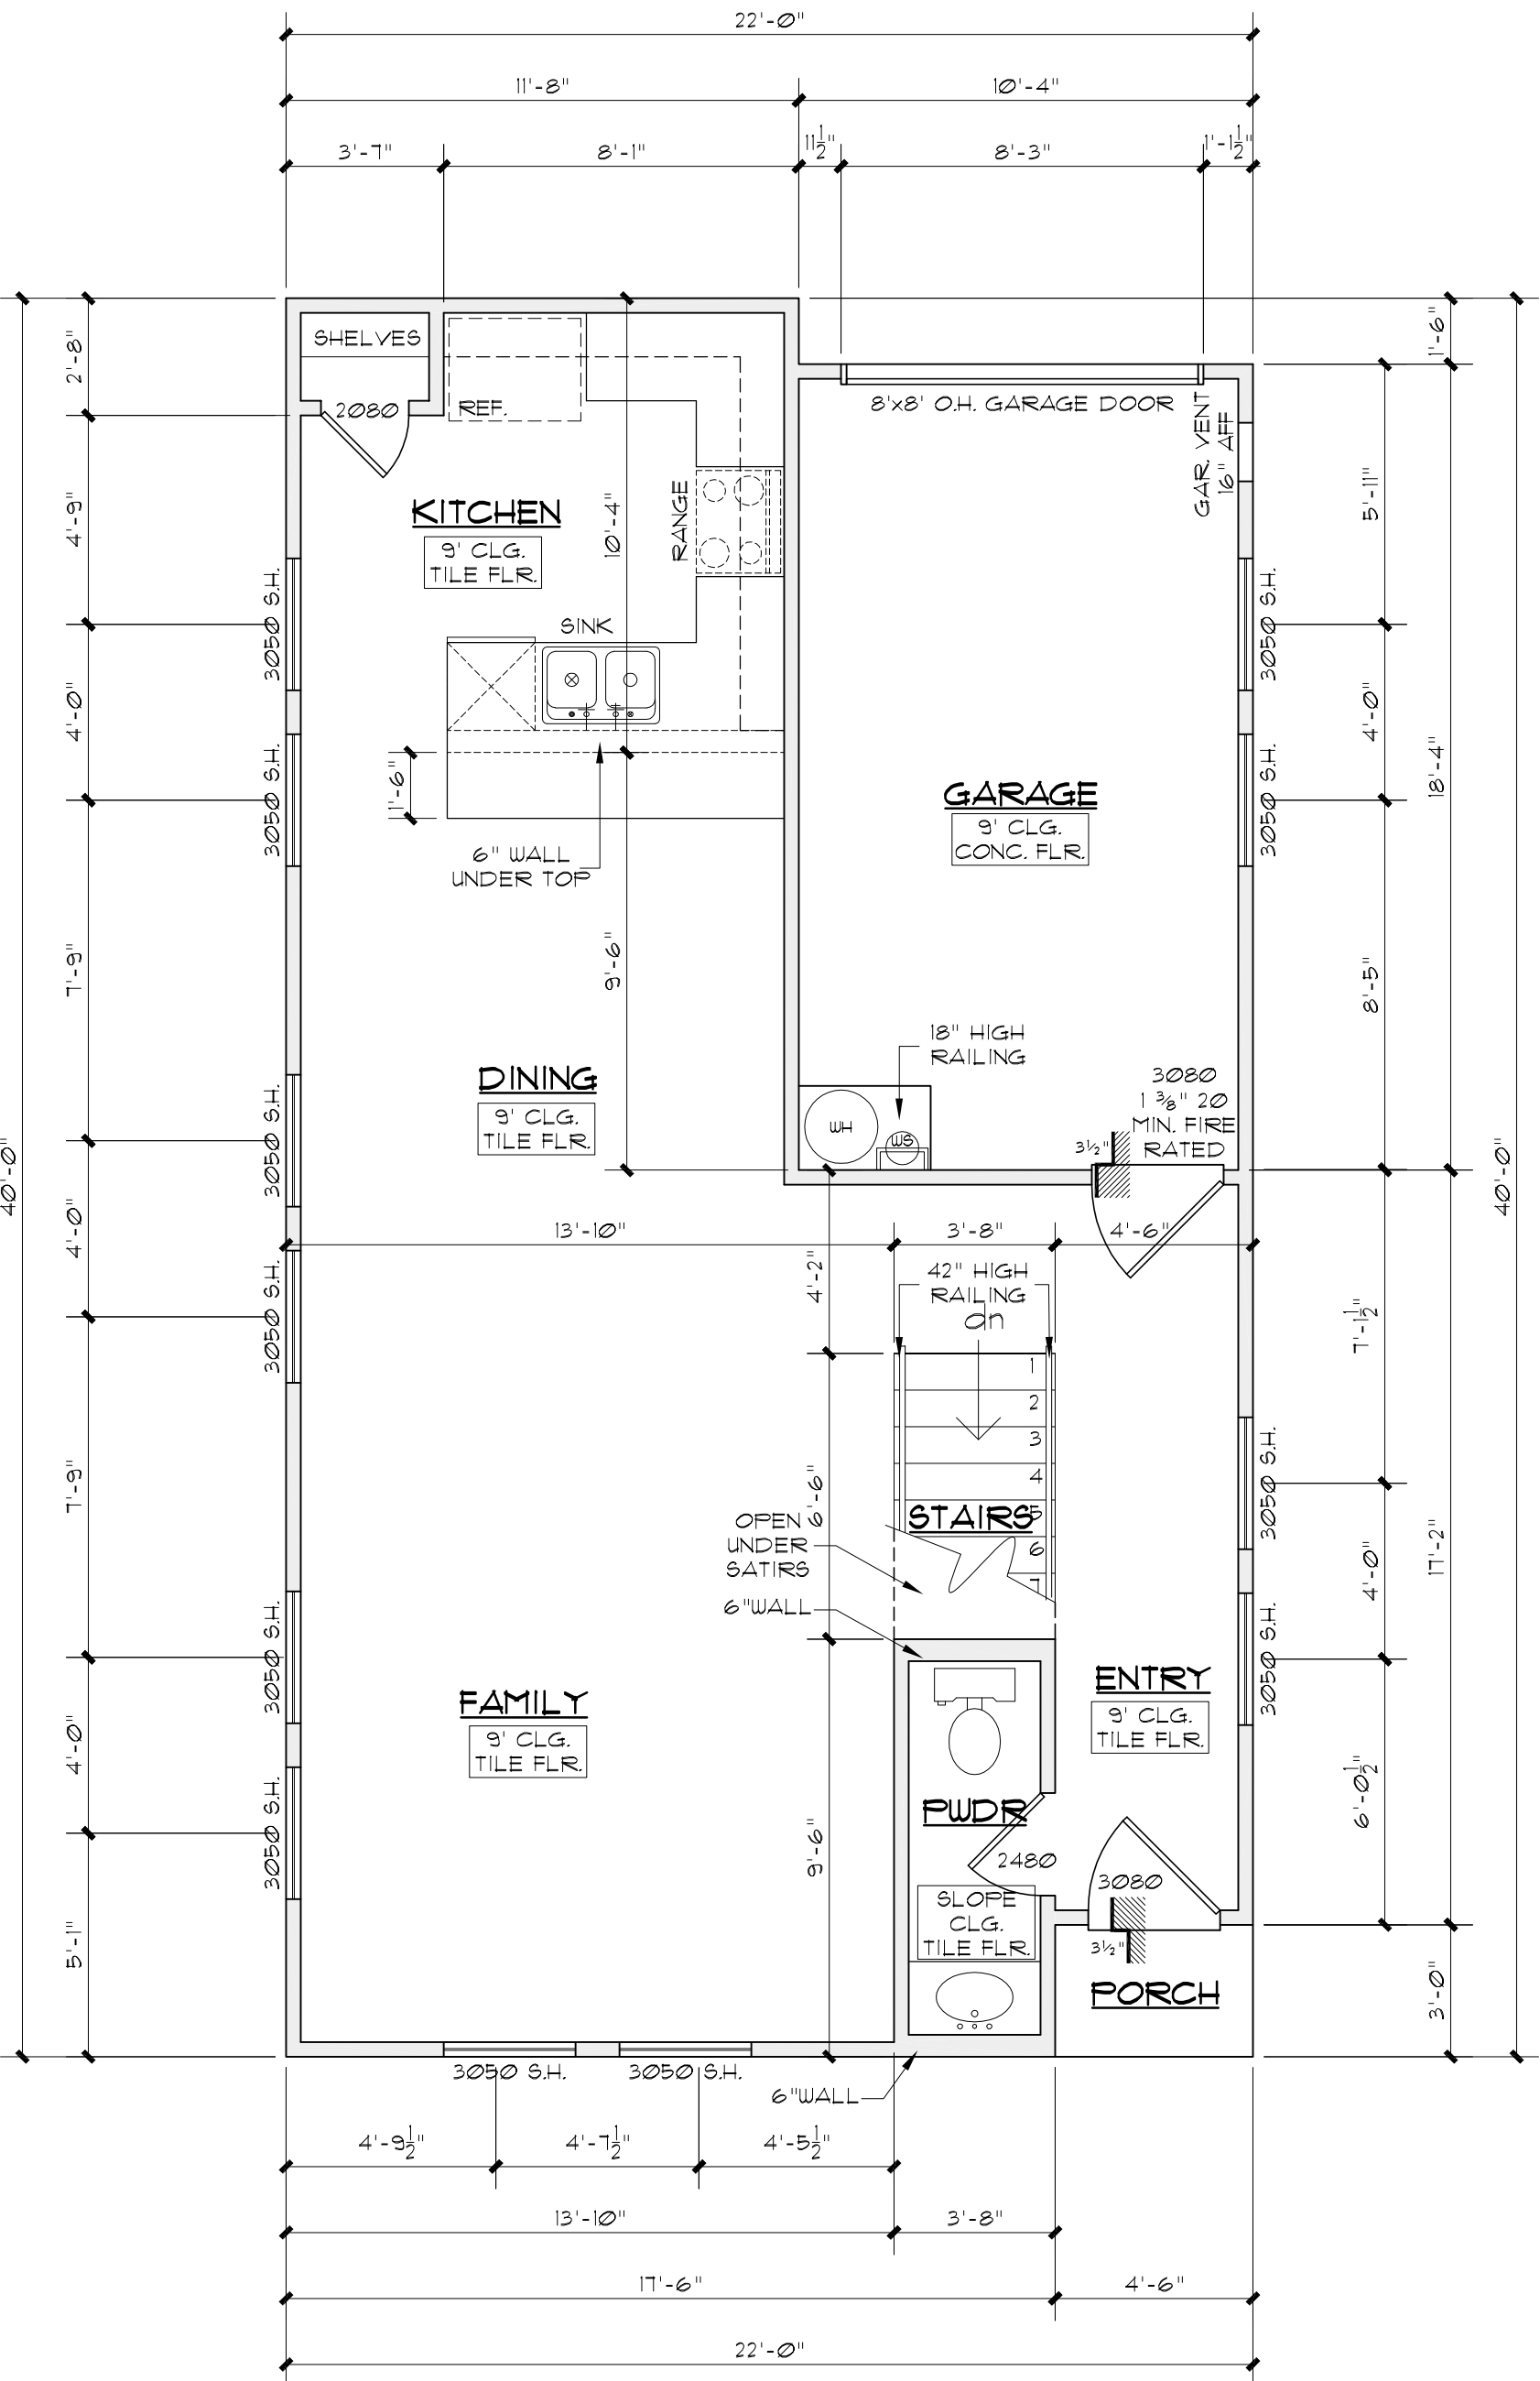 22'-0"
11'-8"
10'-4"
3'-7"
8'-1"
11 1/2"
8'-3"
1'-1 1/2"
2'-8"
4'-9"
4'-0"
7'-9"
4'-0"
7'-9"
4'-0"
5'-1"
40'-0"
1'-6"
5'-11"
4'-0"
8'-5"
18'-4"
7'-1 1/2"
4'-0"
6'-0 1/2"
17'-2"
3'-0"
40'-0"
SHELVES
2080
REF.
8'x8' O.H. GARAGE DOOR
GAR. VENT
16" AFF
KITCHEN
9' CLG.
TILE FLR.
10'-4"
RANGE
SINK
1'-6"
6" WALL
UNDER TOP
9'-6"
3050 S.H.
3050 S.H.
3050 S.H.
3050 S.H.
3050 S.H.
3050 S.H.
3050 S.H.
3050 S.H.
3050 S.H.
3050 S.H.
GARAGE
9' CLG.
CONC. FLR.
18" HIGH
RAILING
WH
WS
3080
1 3/8" 20
MIN. FIRE
RATED
3 1/2"
DINING
9' CLG.
TILE FLR.
13'-10"
3'-8"
4'-6"
4'-2"
42" HIGH
RAILING
dn
1
2
3
4
5
6
7
STAIRS
6'-6"
OPEN
UNDER
SATIRS
6"WALL
FAMILY
9' CLG.
TILE FLR.
ENTRY
9' CLG.
TILE FLR.
PWDR
2480
SLOPE
CLG.
TILE FLR.
9'-6"
3080
3 1/2"
PORCH
3050 S.H.
3050 S.H.
6"WALL
4'-9 1/2"
4'-7 1/2"
4'-5 1/2"
13'-10"
3'-8"
17'-6"
4'-6"
22'-0"